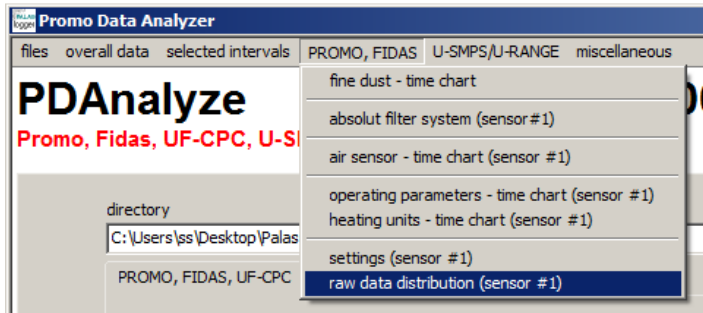 PALAS
logger
Promo Data Analyzer
files overall data selected intervals PROMO, FIDAS U-SMPS/U-RANGE miscellaneous
PDAnalyze
Promo, Fidas, UF-CPC, U-S
fine dust - time chart
absolut filter system (sensor#1)
air sensor - time chart (sensor #1)
operating parameters - time chart (sensor #1)
heating units - time chart (sensor #1)
settings (sensor #1)
raw data distribution (sensor #1)
directory
C:\Users\ss\Desktop\Palas
PROMO, FIDAS, UF-CPC